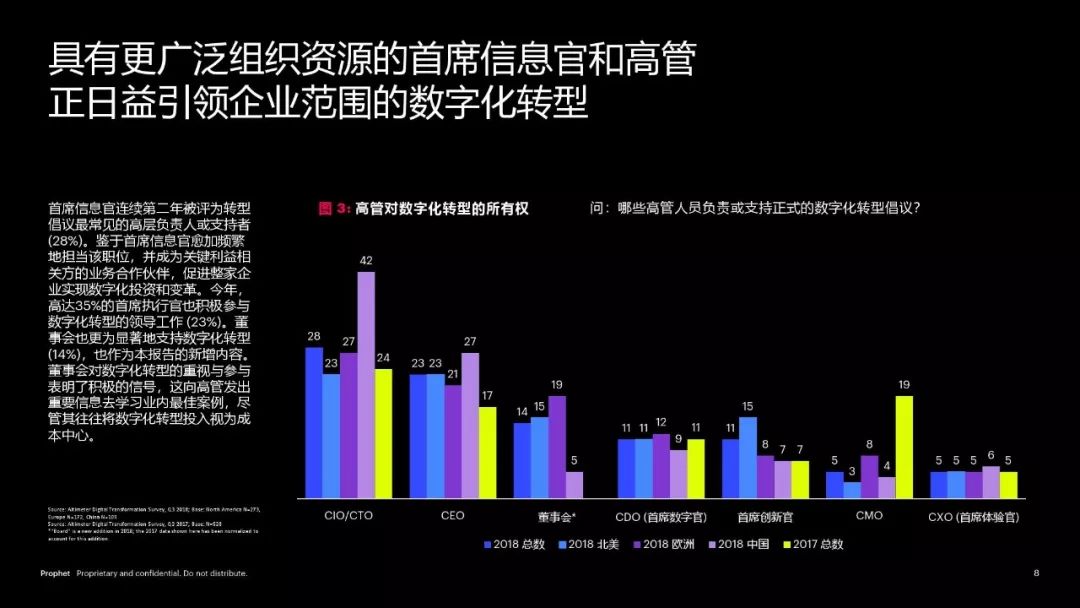 具有更广泛组织资源的首席信息官和高管
正日益引领企业范围的数字化转型
首席信息官连续第二年被评为转型
倡议最常见的高层负责人或支持者
(28%)。鉴于首席信息官愈加频繁
地担当该职位，并成为关键利益相
关方的业务合作伙伴，促进整家企
业实现数字化投资和变革。今年，
高达35%的首席执行官也积极参与
数字化转型的领导工作 (23%)。董
事会也更为显著地支持数字化转型
(14%)，也作为本报告的新增内容。
董事会对数字化转型的重视与参与
表明了积极的信号，这向高管发出
重要信息去学习业内最佳案例，尽
管其往往将数字化转型投入视为成
本中心。
图 3: 高管对数字化转型的所有权
问：哪些高管人员负责或支持正式的数字化转型倡议？
28 23 27 42 24
23 23 21 27 17
14 15 19 5
11 11 12 9 11
11 15 8 7 7
5 3 8 4 19
5 5 5 6 5
CIO/CTO
CEO
董事会*
CDO (首席数字官)
首席创新官
CMO
CXO (首席体验官)
2018 总数
2018 北美
2018 欧洲
2018 中国
2017 总数
Source: Altimeter Digital Transformation Survey, Q3 2018; Base: North America N=273,
Europe N=172, China N=103
Source: Altimeter Digital Transformation Survey, Q3 2017; Base: N=528
* "Board" is a new addition in 2018; the 2017 data shown here has been normalized to
account for this addition
Prophet Proprietary and confidential. Do not distribute.
8